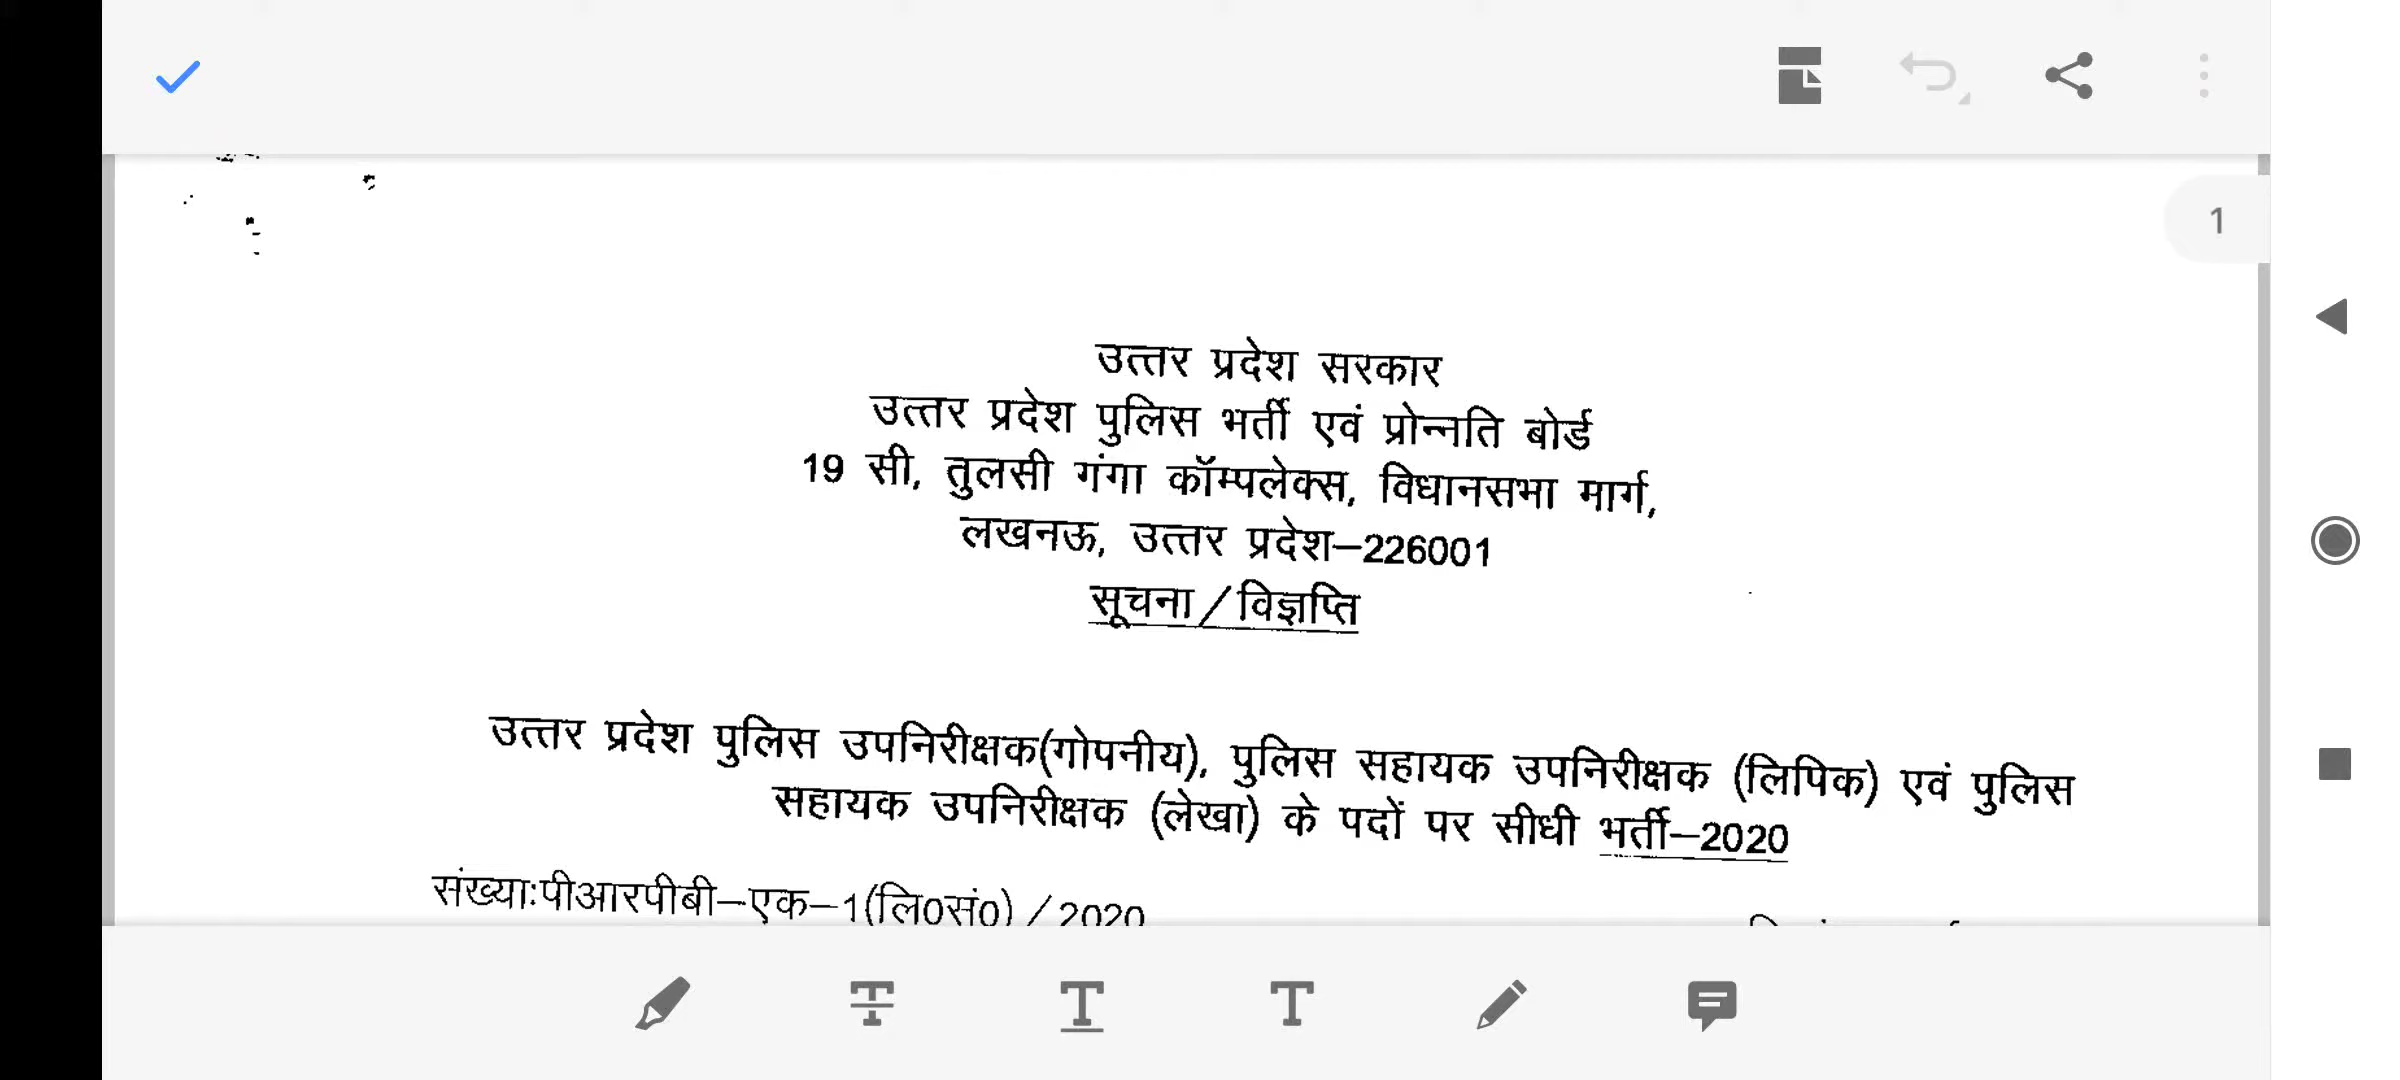 1
उत्तर प्रदेश सरकार
उत्तर प्रदेश पुलिस भर्ती एवं प्रोन्नति बोर्ड
19 सी, तुलसी गंगा कॉम्पलेक्स, विधानसभा मार्ग,
लखनऊ, उत्तर प्रदेश–226001
सूचना/विज्ञप्ति
उत्तर प्रदेश पुलिस उपनिरीक्षक(गोपनीय), पुलिस सहायक उपनिरीक्षक (लिपिक) एवं पुलिस
सहायक उपनिरीक्षक (लेखा) के पदों पर सीधी भर्ती–2020
संख्याःपीआरपीबी–एक–1(लि0सं0)/2020